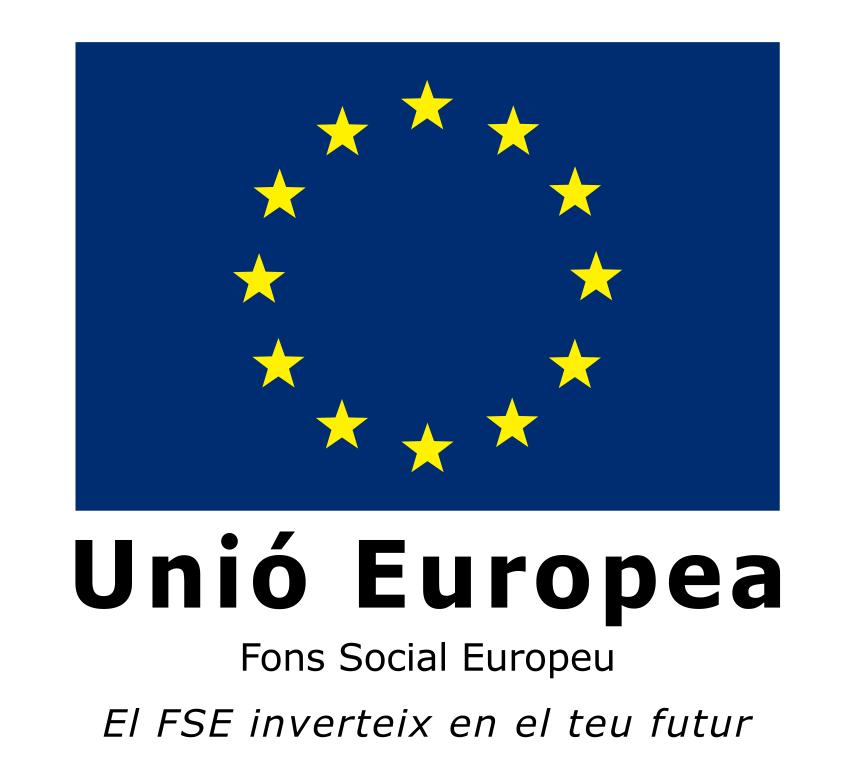 Unió Europea
Fons Social Europeu
El FSE inverteix en el teu futur